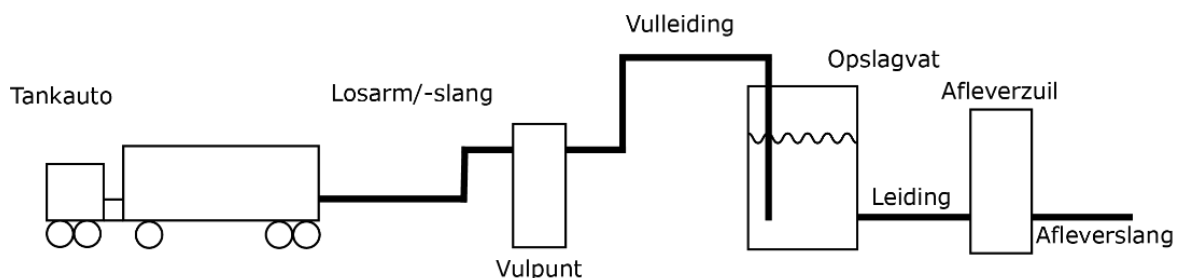 Tankauto
Losarm/-slang
Vulpunt
Vulleiding
Opslagvat
Leiding
Afleverzuil
Afleverslang